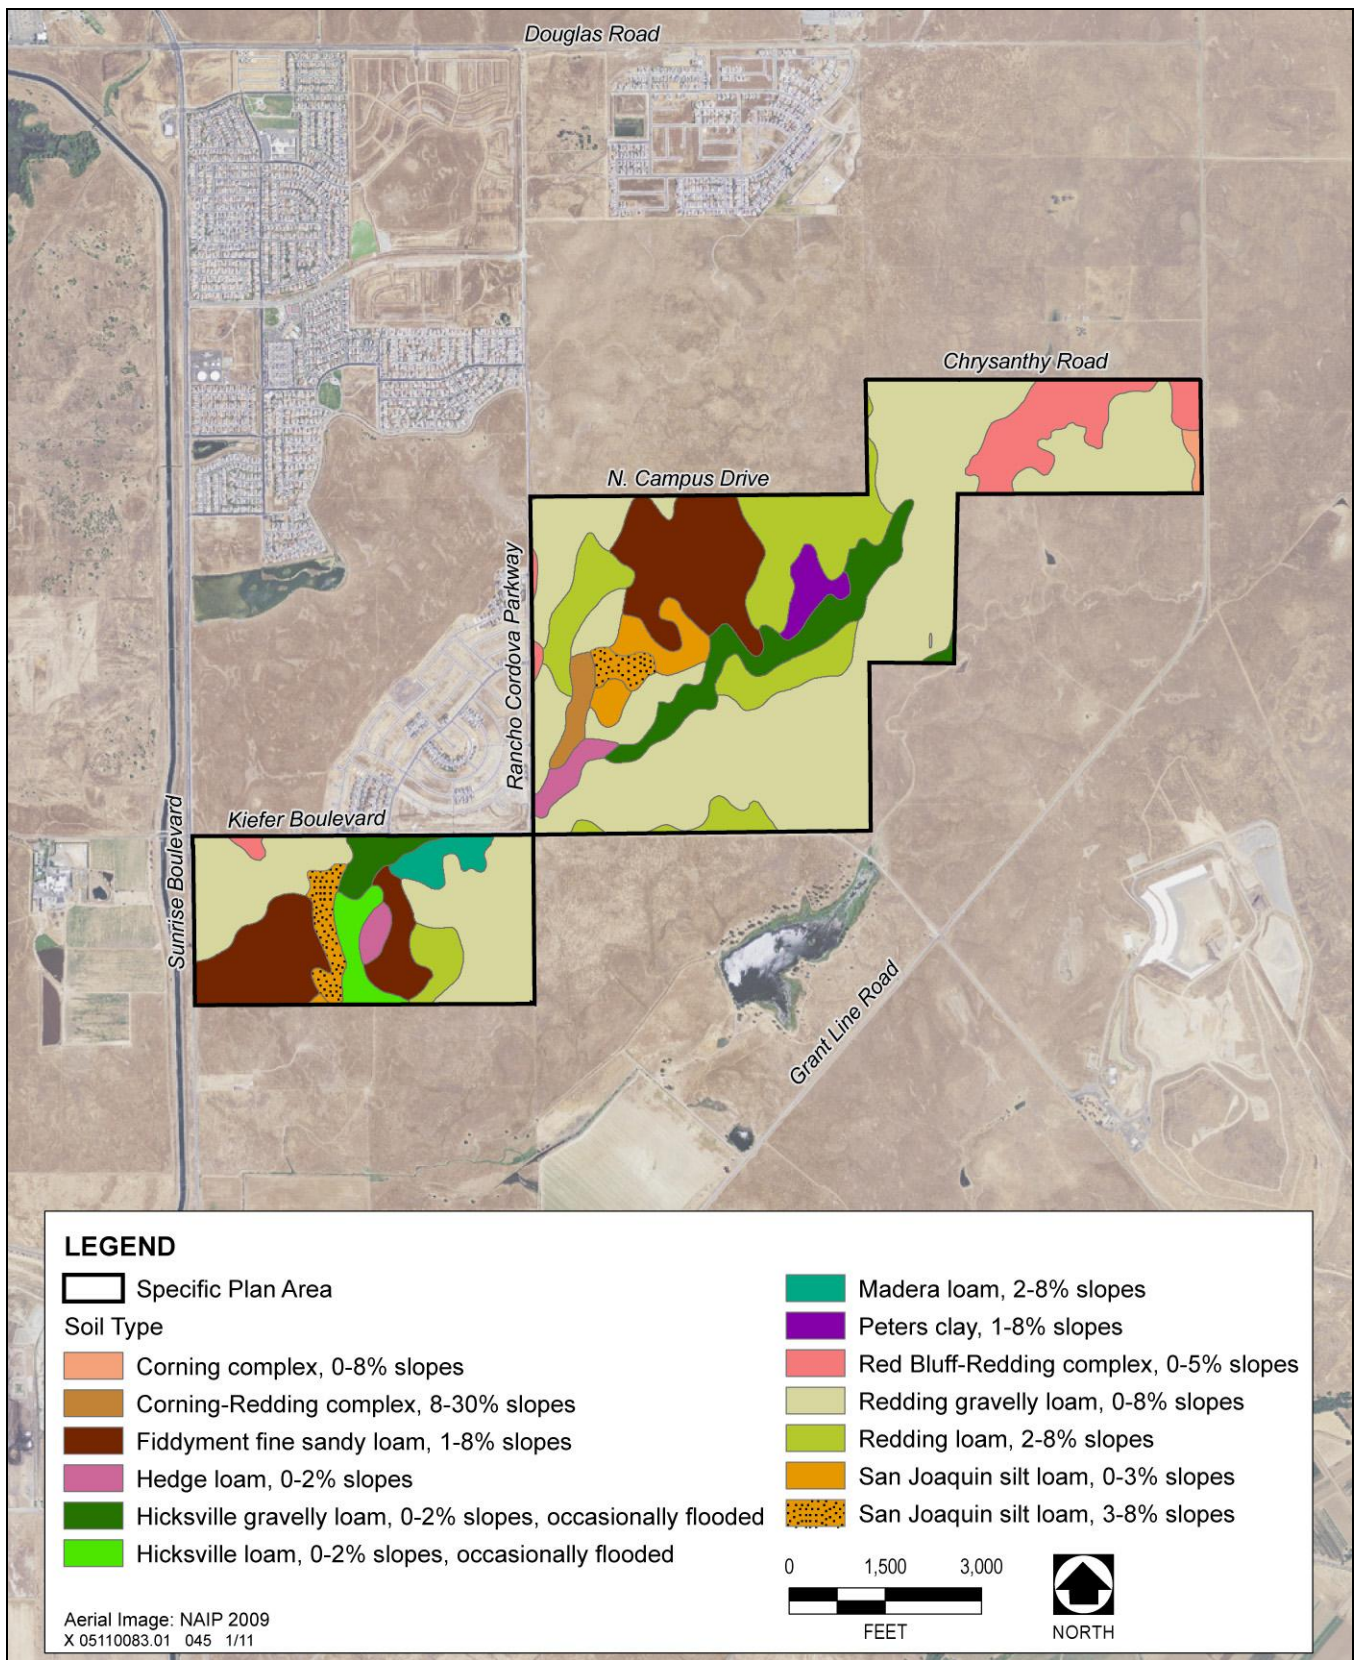 Douglas Road
Chrysanthy Road
N. Campus Drive
Rancho Cordova Parkway
Kiefer Boulevard
Sunrise Boulevard
Grant Line Road
LEGEND
Specific Plan Area
Soil Type
Corning complex, 0-8% slopes
Corning-Redding complex, 8-30% slopes
Fiddyment fine sandy loam, 1-8% slopes
Hedge loam, 0-2% slopes
Hicksville gravelly loam, 0-2% slopes, occasionally flooded
Hicksville loam, 0-2% slopes, occasionally flooded
Madera loam, 2-8% slopes
Peters clay, 1-8% slopes
Red Bluff-Redding complex, 0-5% slopes
Redding gravelly loam, 0-8% slopes
Redding loam, 2-8% slopes
San Joaquin silt loam, 0-3% slopes
San Joaquin silt loam, 3-8% slopes
0 1,500 3,000
FEET
NORTH
Aerial Image: NAIP 2009
X 05110083.01 045 1/11